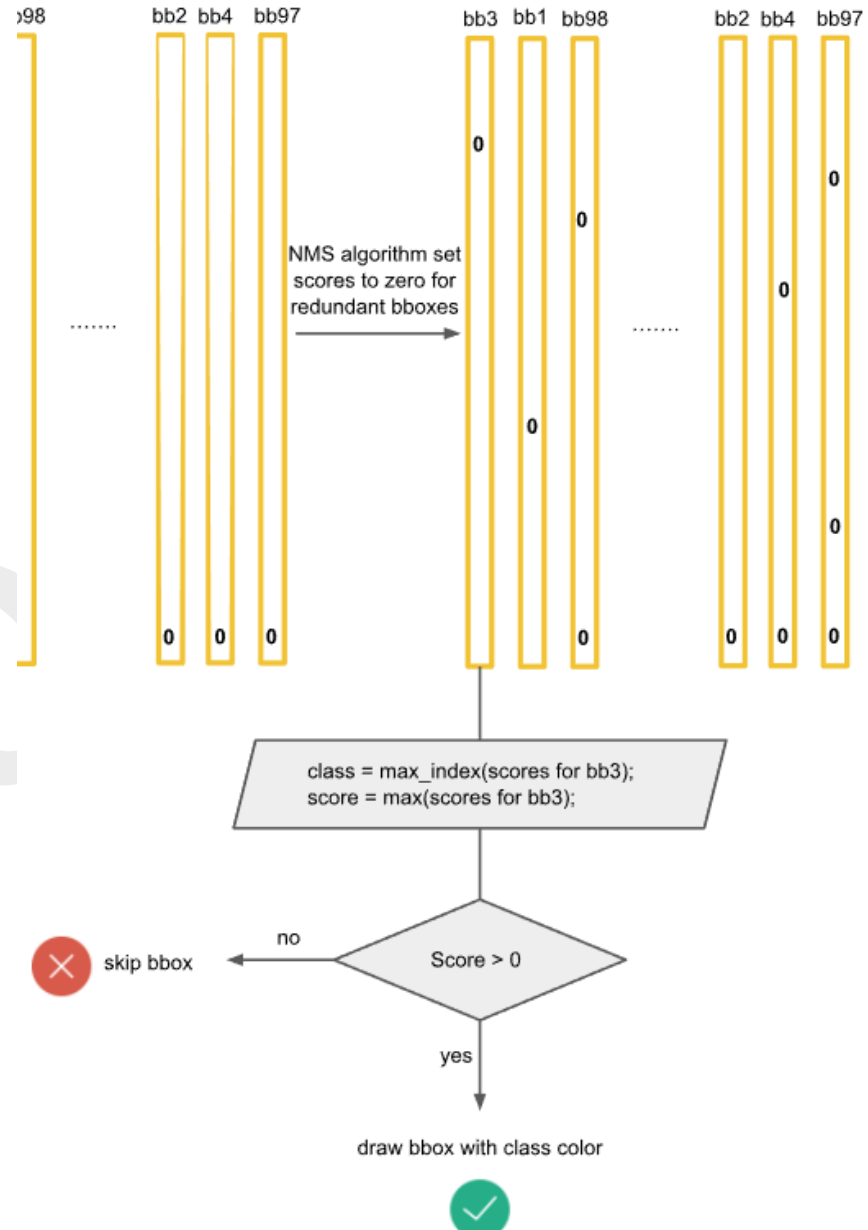 b98 bb2 bb4 bb97 bb3 bb1 bb98 bb2 bb4 bb97
0
0
0
NMS algorithm set
scores to zero for
redundant bboxes
0
....... .......
0
0
0 0 0 0 0 0 0
class = max_index(scores for bb3);
score = max(scores for bb3);
no
skip bbox
Score > 0
yes
draw bbox with class color